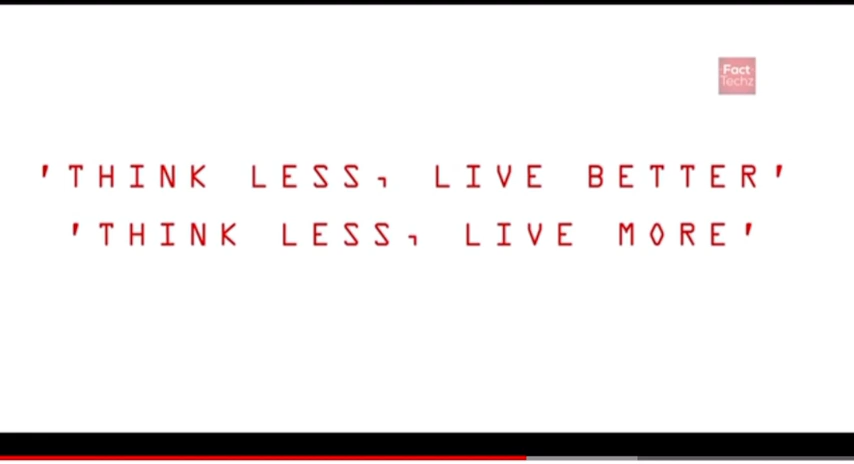 Fact
Techz
'THINK LESS, LIVE BETTER'
'THINK LESS, LIVE MORE'